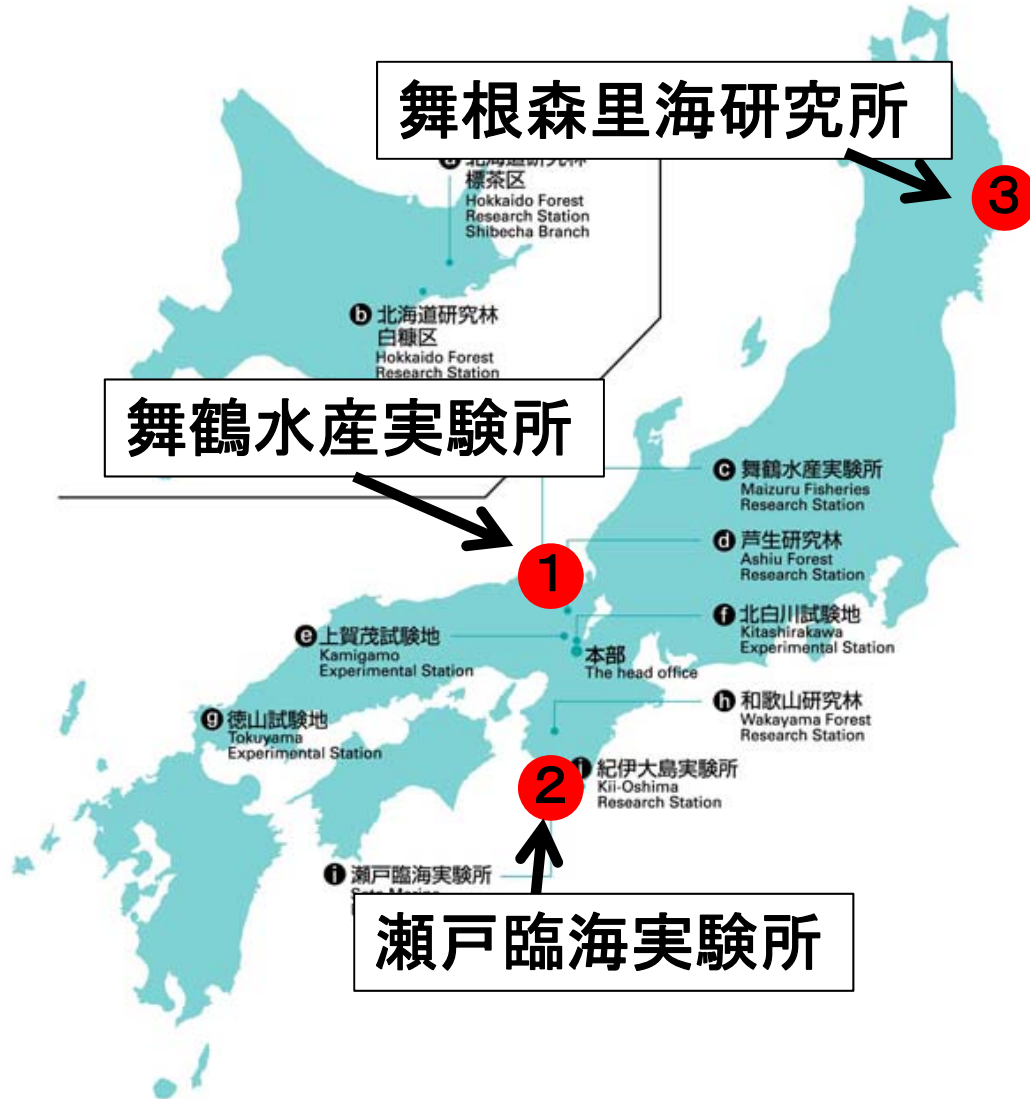 舞根森里海研究所
3
a 北海道研究林
標茶区
Hokkaido Forest
Research Station
Shibecha Branch
b 北海道研究林
白糠区
Hokkaido Forest
Research Station
舞鶴水産実験所
c 舞鶴水産実験所
Maizuru Fisheries
Research Station
1
d 芦生研究林
Ashiu Forest
Research Station
f 北白川試験地
Kitashirakawa
Experimental Station
e 上賀茂試験地
Kamigamo
Experimental Station
本部
The head office
h 和歌山研究林
Wakayama Forest
Research Station
g 徳山試験地
Tokuyama
Experimental Station
2
紀伊大島実験所
Kii-Oshima
Research Station
瀬戸臨海実験所
瀬戸臨海実験所